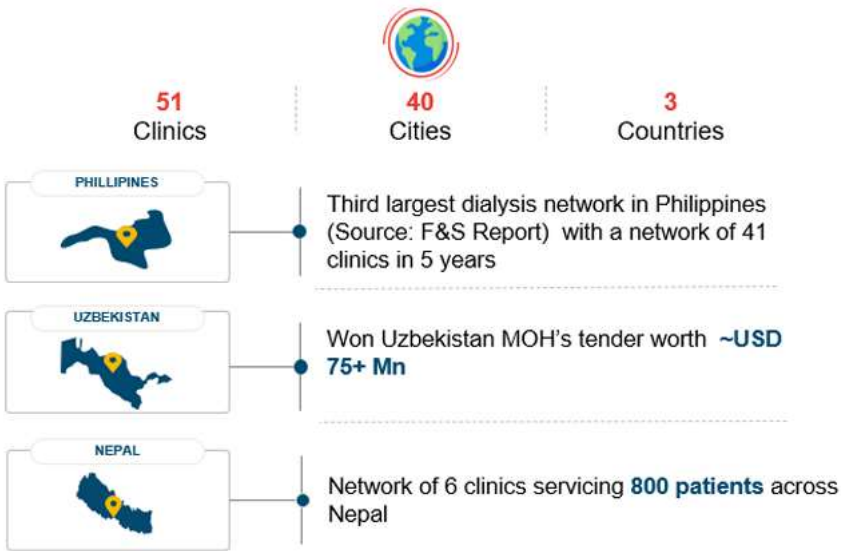 51
Clinics
40
Cities
3
Countries
PHILLIPINES
Third largest dialysis network in Philippines
(Source: F&S Report) with a network of 41
clinics in 5 years
UZBEKISTAN
Won Uzbekistan MOH’s tender worth ~USD
75+ Mn
NEPAL
Network of 6 clinics servicing 800 patients across
Nepal